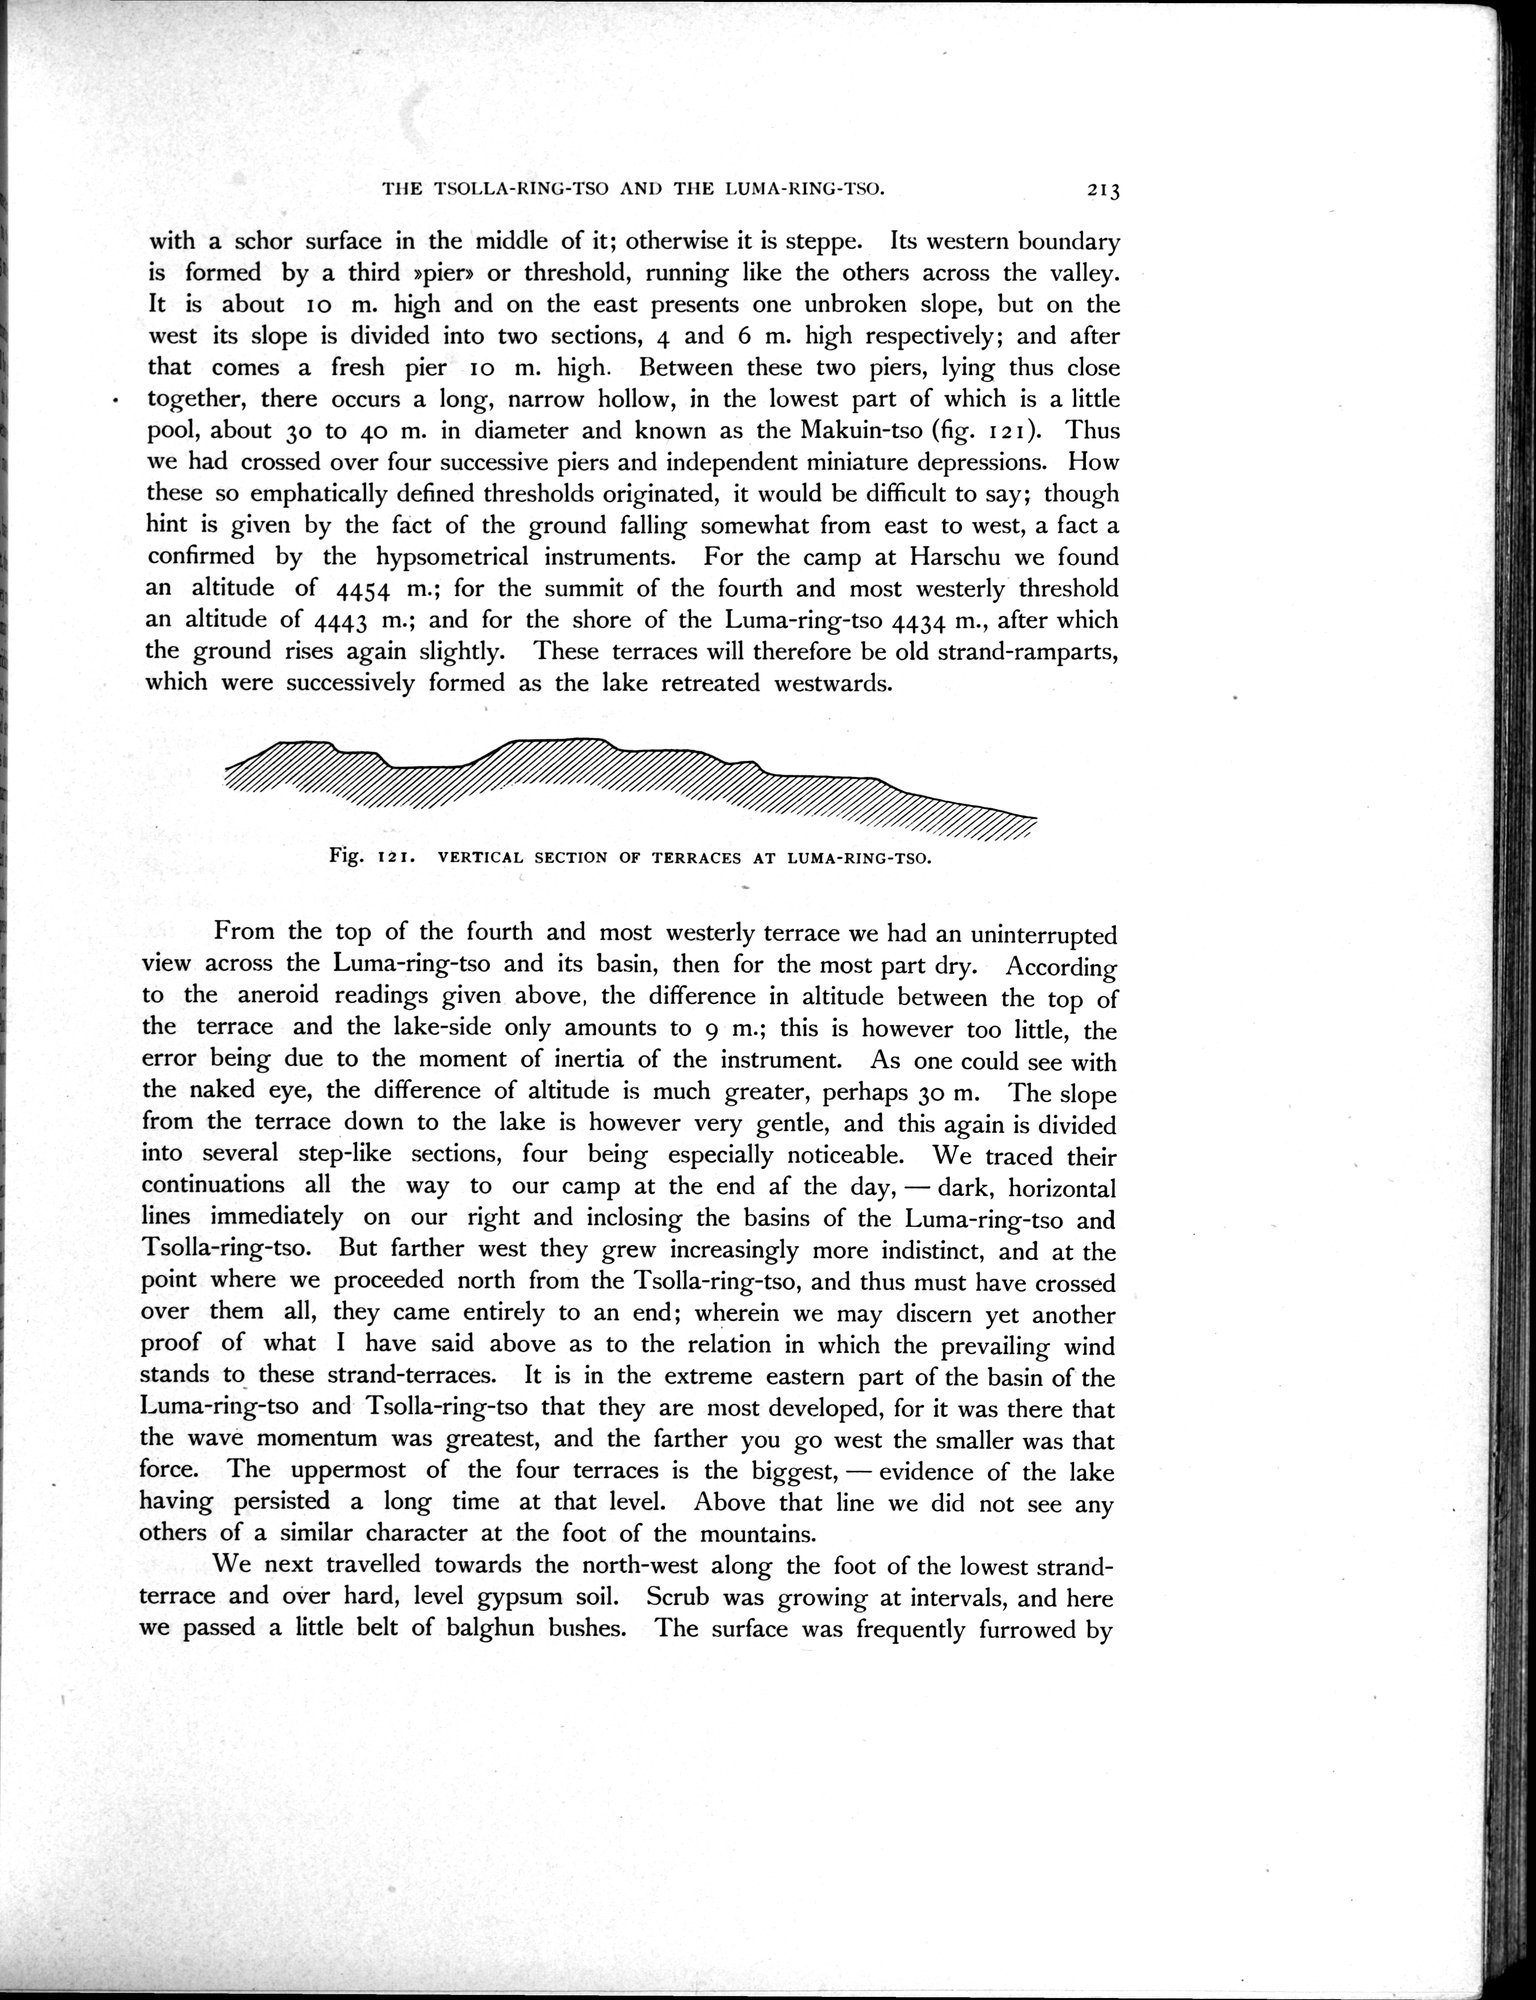 THE TSOLLA-RING-TSO AND THE LUMA-RING-TSO. 213
with a schor surface in the middle of it; otherwise it is steppe. Its western boundary
is formed by a third »pier» or threshold, running like the others across the valley.
It is about 10 m. high and on the east presents one unbroken slope, but on the
west its slope is divided into two sections, 4 and 6 m. high respectively; and after
that comes a fresh pier 10 m. high. Between these two piers, lying thus close
together, there occurs a long, narrow hollow, in the lowest part of which is a little
pool, about 30 to 40 m. in diameter and known as the Makuin-tso (fig. 121). Thus
we had crossed over four successive piers and independent miniature depressions. How
these so emphatically defined thresholds originated, it would be difficult to say; though
hint is given by the fact of the ground falling somewhat from east to west, a fact a
confirmed by the hypsometrical instruments. For the camp at Harschu we found
an altitude of 4454 m.; for the summit of the fourth and most westerly threshold
an altitude of 4443 m.; and for the shore of the Luma-ring-tso 4434 m., after which
the ground rises again slightly. These terraces will therefore be old strand-ramparts,
which were successively formed as the lake retreated westwards.
Fig. 121. VERTICAL SECTION OF TERRACES AT LUMA-RING-TSO.
From the top of the fourth and most westerly terrace we had an uninterrupted
view across the Luma-ring-tso and its basin, then for the most part dry. According
to the aneroid readings given above, the difference in altitude between the top of
the terrace and the lake-side only amounts to 9 m.; this is however too little, the
error being due to the moment of inertia of the instrument. As one could see with
the naked eye, the difference of altitude is much greater, perhaps 30 m. The slope
from the terrace down to the lake is however very gentle, and this again is divided
into several step-like sections, four being especially noticeable. We traced their
continuations all the way to our camp at the end af the day, — dark, horizontal
lines immediately on our right and inclosing the basins of the Luma-ring-tso and
Tsolla-ring-tso. But farther west they grew increasingly more indistinct, and at the
point where we proceeded north from the Tsolla-ring-tso, and thus must have crossed
over them all, they came entirely to an end; wherein we may discern yet another
proof of what I have said above as to the relation in which the prevailing wind
stands to these strand-terraces. It is in the extreme eastern part of the basin of the
Luma-ring-tso and Tsolla-ring-tso that they are most developed, for it was there that
the wave momentum was greatest, and the farther you go west the smaller was that
force. The uppermost of the four terraces is the biggest, — evidence of the lake
having persisted a long time at that level. Above that line we did not see any
others of a similar character at the foot of the mountains.
We next travelled towards the north-west along the foot of the lowest strand-
terrace and over hard, level gypsum soil. Scrub was growing at intervals, and here
we passed a little belt of balghun bushes. The surface was frequently furrowed by